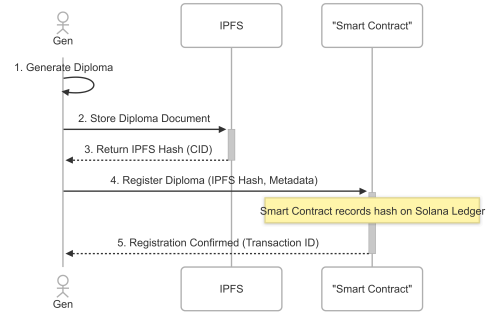 Gen
IPFS
"Smart Contract"
1. Generate Diploma
2. Store Diploma Document
3. Return IPFS Hash (CID)
4. Register Diploma (IPFS Hash, Metadata)
Smart Contract records hash on Solana Ledger
5. Registration Confirmed (Transaction ID)
Gen
IPFS
"Smart Contract"